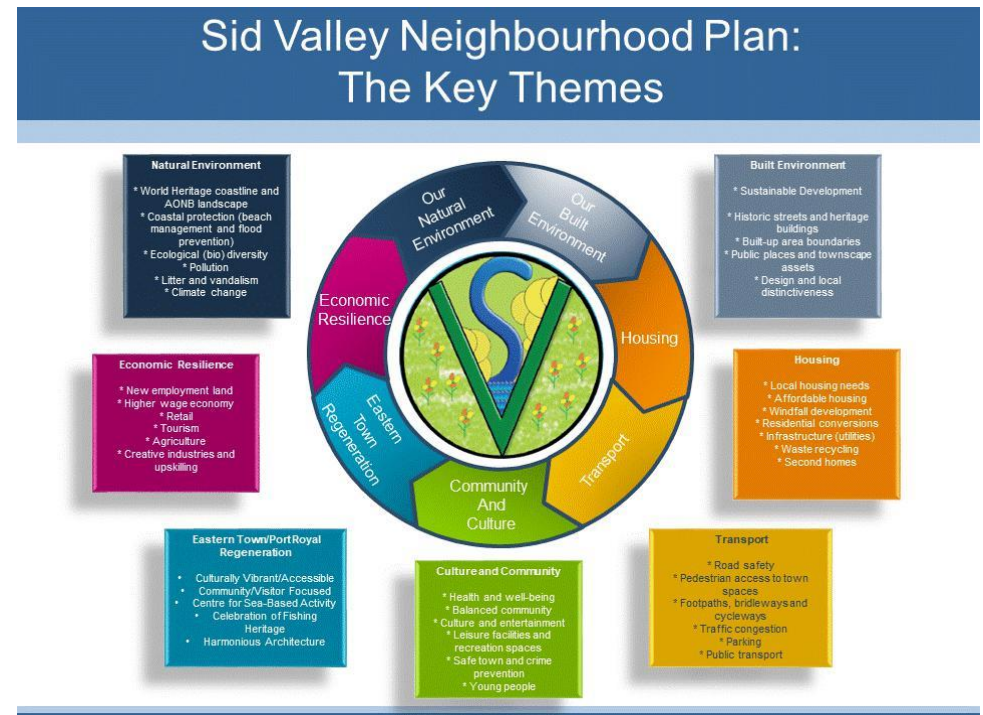 Sid Valley Neighbourhood Plan:
The Key Themes
Natural Environment
* World Heritage coastline and
AONB landscape
* Coastal protection (beach
management and flood
prevention)
* Ecological (bio) diversity
* Pollution
* Litter and vandalism
* Climate change
Economic Resilience
* New employment land
* Higher wage economy
* Retail
* Tourism
* Agriculture
* Creative industries and
upskilling
Eastern Town/Port Royal
Regeneration
• Culturally Vibrant/Accessible
• Community/Visitor Focused
• Centre for Sea-Based Activity
• Celebration of Fishing
Heritage
• Harmonious Architecture
Our
Natural
Environment
Our
Built
Environment
Housing
Transport
Community
And
Culture
Eastern
Town
Regeneration
Economic
Resilience
S
V
Culture and Community
* Health and well-being
* Balanced community
* Culture and entertainment
* Leisure facilities and
recreation spaces
* Safe town and crime
prevention
* Young people
Built Environment
* Sustainable Development
* Historic streets and heritage
buildings
* Built-up area boundaries
* Public places and townscape
assets
* Design and local
distinctiveness
Housing
* Local housing needs
* Affordable housing
* Windfall development
* Residential conversions
* Infrastructure (utilities)
* Waste recycling
* Second homes
Transport
* Road safety
* Pedestrian access to town
spaces
* Footpaths, bridleways and
cycleways
* Traffic congestion
* Parking
* Public transport